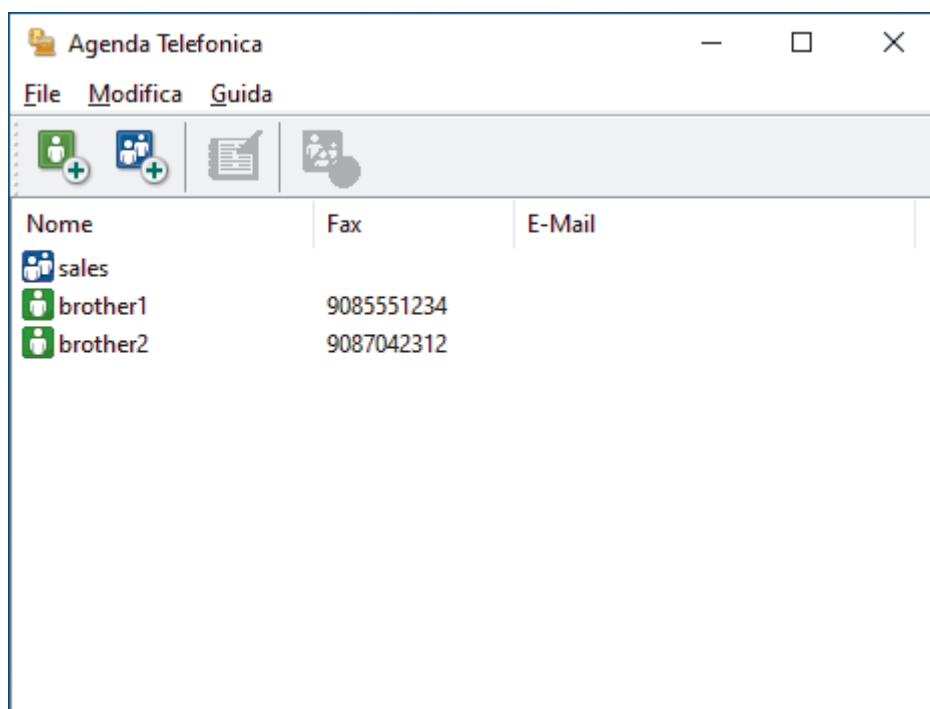 Agenda Telefonica
File Modifica Guida
Nome Fax E-Mail
sales
brother1 9085551234
brother2 9087042312